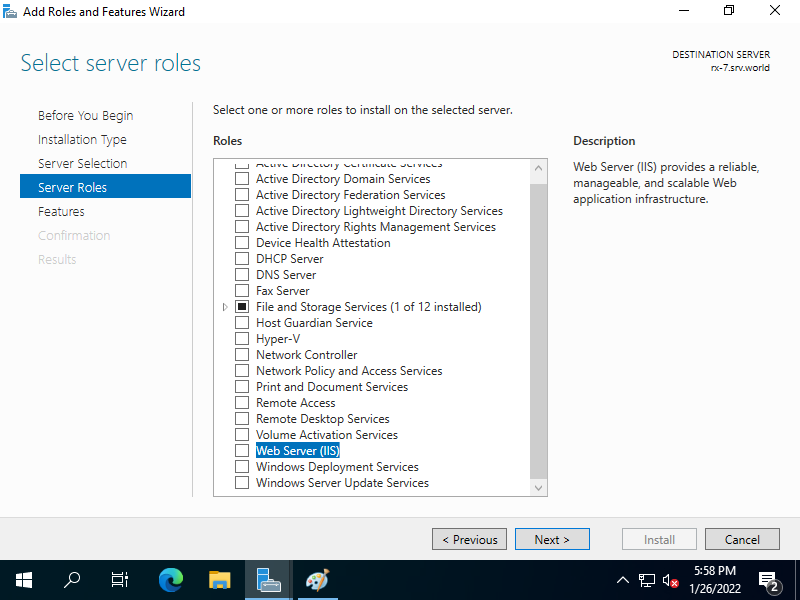 Add Roles and Features Wizard
Select server roles
DESTINATION SERVER
rx-7.srv.world
Before You Begin
Installation Type
Server Selection
Server Roles
Features
Confirmation
Results
Select one or more roles to install on the selected server.
Roles
Active Directory Certificate Services
Active Directory Domain Services
Active Directory Federation Services
Active Directory Lightweight Directory Services
Active Directory Rights Management Services
Device Health Attestation
DHCP Server
DNS Server
Fax Server
File and Storage Services (1 of 12 installed)
Host Guardian Service
Hyper-V
Network Controller
Network Policy and Access Services
Print and Document Services
Remote Access
Remote Desktop Services
Volume Activation Services
Web Server (IIS)
Windows Deployment Services
Windows Server Update Services
Description
Web Server (IIS) provides a reliable,
manageable, and scalable Web
application infrastructure.
< Previous
Next >
Install
Cancel
5:58 PM
1/26/2022
2